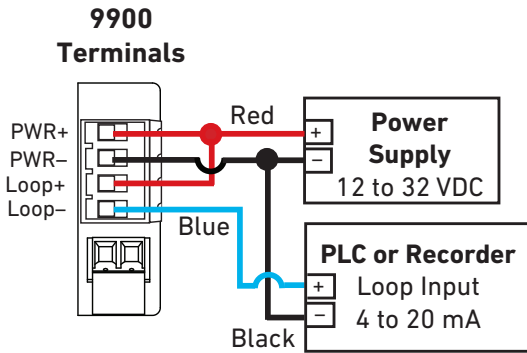 9900
Terminals
PWR+
PWR–
Loop+
Loop–
Red
Blue
Black
+
–
Power
Supply
12 to 32 VDC
PLC or Recorder
+
Loop Input
–
4 to 20 mA